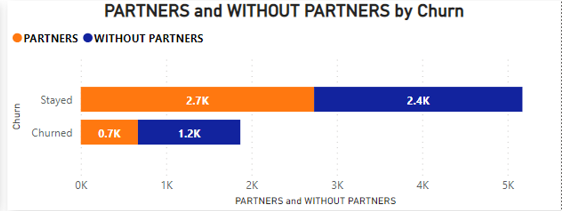 PARTNERS and WITHOUT PARTNERS by Churn
PARTNERS WITHOUT PARTNERS
Churn
Stayed 2.7K 2.4K
Churned 0.7K 1.2K
0K 1K 2K 3K 4K 5K
PARTNERS and WITHOUT PARTNERS